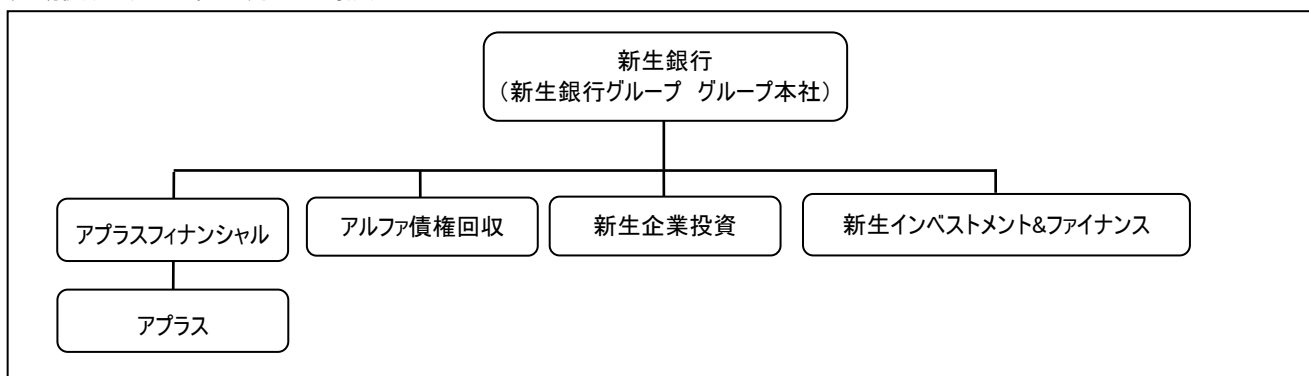 新生銀行
（新生銀行グループ　グループ本社）
アプラスフィナンシャル
アルファ債権回収
新生企業投資
新生インベストメント&ファイナンス
アプラス